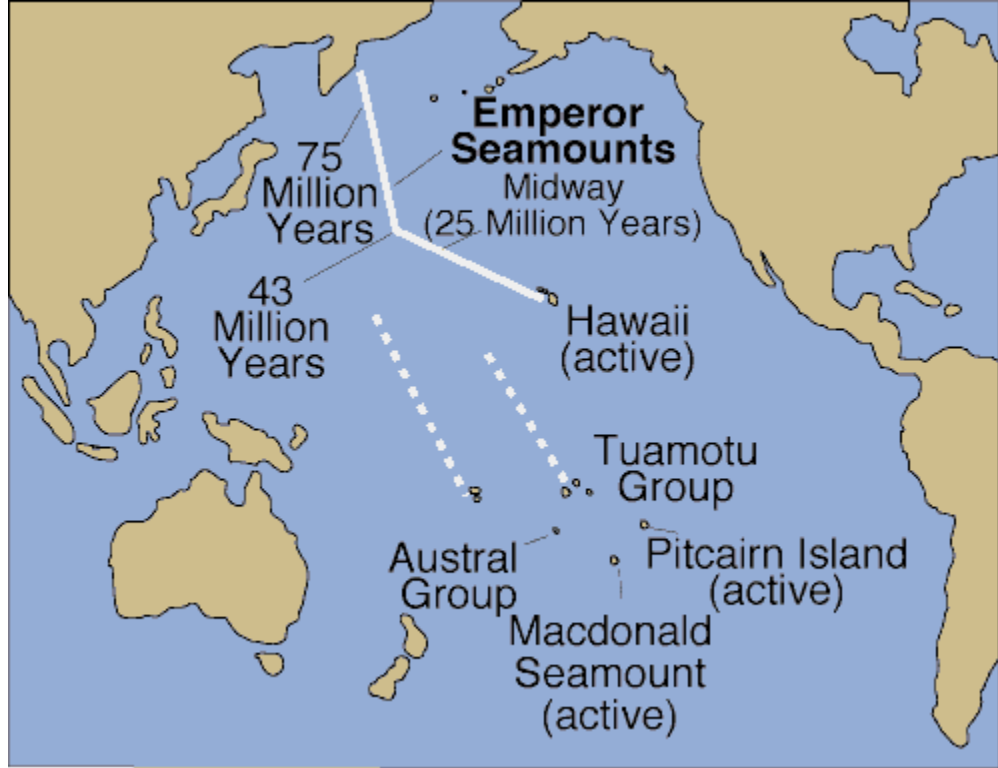 Emperor
Seamounts
75
Million
Years
Midway
(25 Million Years)
43
Million
Years
Hawaii
(active)
Tuamotu
Group
Austral
Group
Pitcairn Island
(active)
Macdonald
Seamount
(active)